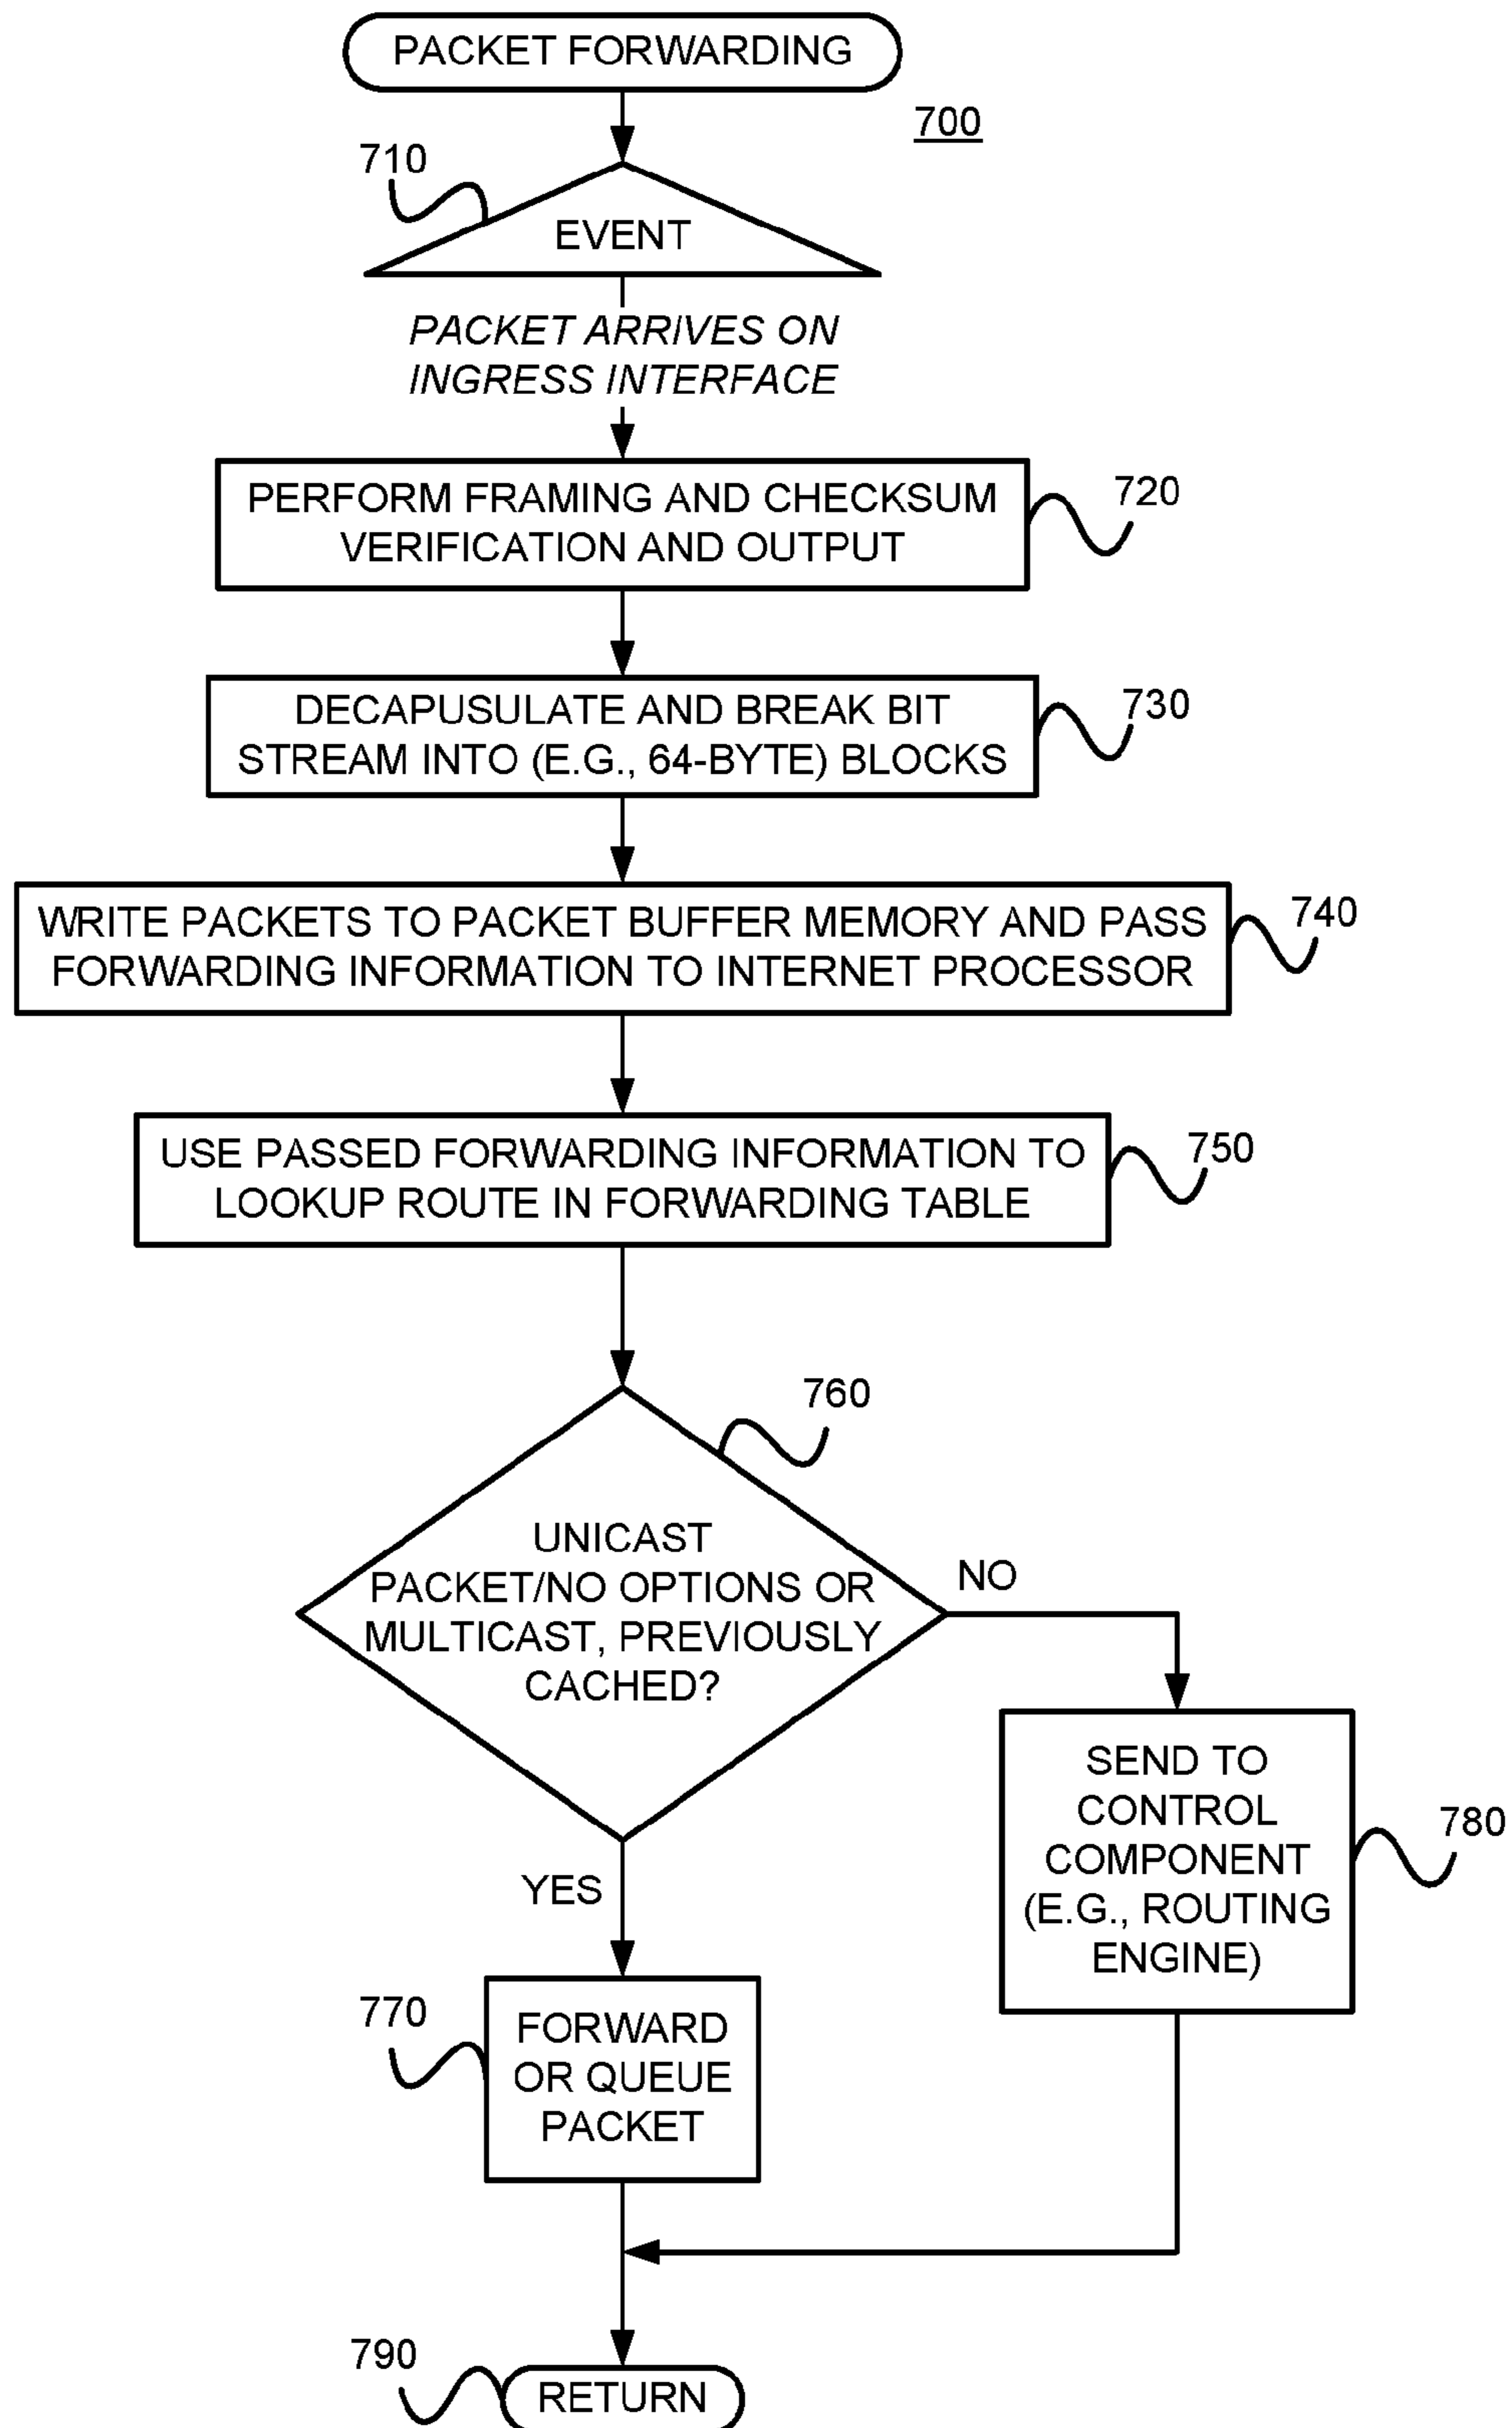 PACKET FORWARDING
700
710
EVENT
PACKET ARRIVES ON
INGRESS INTERFACE
PERFORM FRAMING AND CHECKSUM
VERIFICATION AND OUTPUT
720
DECAPUSULATE AND BREAK BIT
STREAM INTO (E.G., 64-BYTE) BLOCKS
730
WRITE PACKETS TO PACKET BUFFER MEMORY AND PASS
FORWARDING INFORMATION TO INTERNET PROCESSOR
740
USE PASSED FORWARDING INFORMATION TO
LOOKUP ROUTE IN FORWARDING TABLE
750
760
UNICAST
PACKET/NO OPTIONS OR
MULTICAST, PREVIOUSLY
CACHED?
NO
YES
SEND TO
CONTROL
COMPONENT
(E.G., ROUTING
ENGINE)
780
770
FORWARD
OR QUEUE
PACKET
790
RETURN